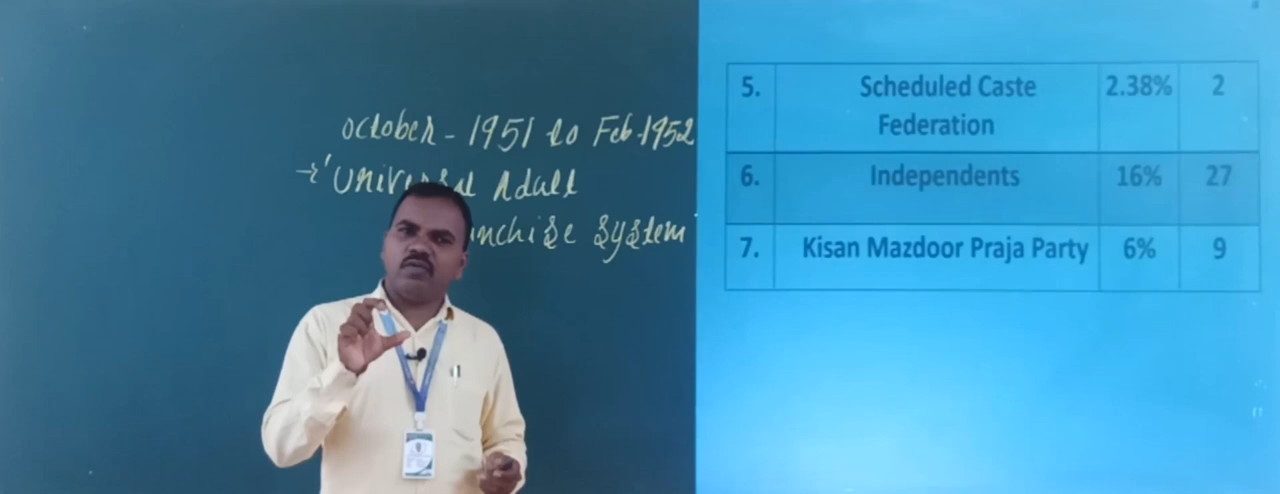 October - 1951 to Feb-1952
Universal Adult
System
5. Scheduled Caste Federation 2.38% 2
6. Independents 16% 27
7. Kisan Mazdoor Praja Party 6% 9